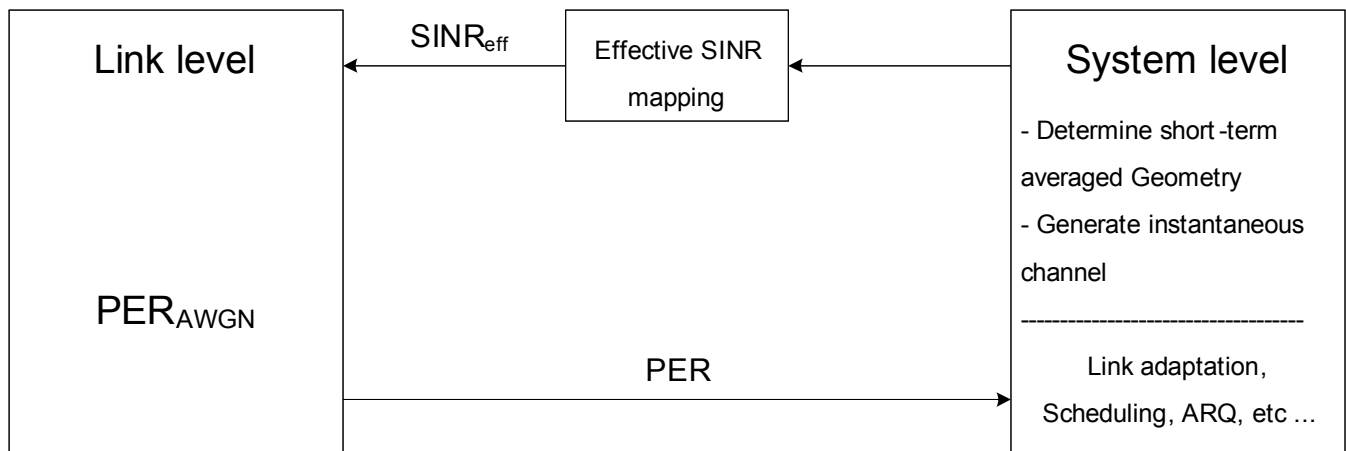 Link level
SINReff
Effective SINR
mapping
System level
- Determine short-term
averaged Geometry
- Generate instantaneous
channel
------------------------------------
PERAWGN
PER
Link adaptation,
Scheduling, ARQ, etc ...